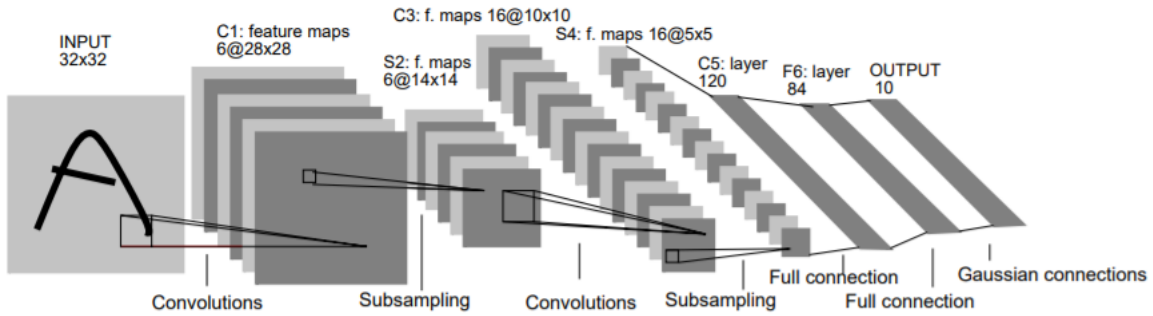 INPUT
32x32
C1: feature maps
6@28x28
S2: f. maps
6@14x14
C3: f. maps 16@10x10
S4: f. maps 16@5x5
C5: layer
120
F6: layer
84
OUTPUT
10
Convolutions
Subsampling
Convolutions
Subsampling
Full connection
Full connection
Gaussian connections